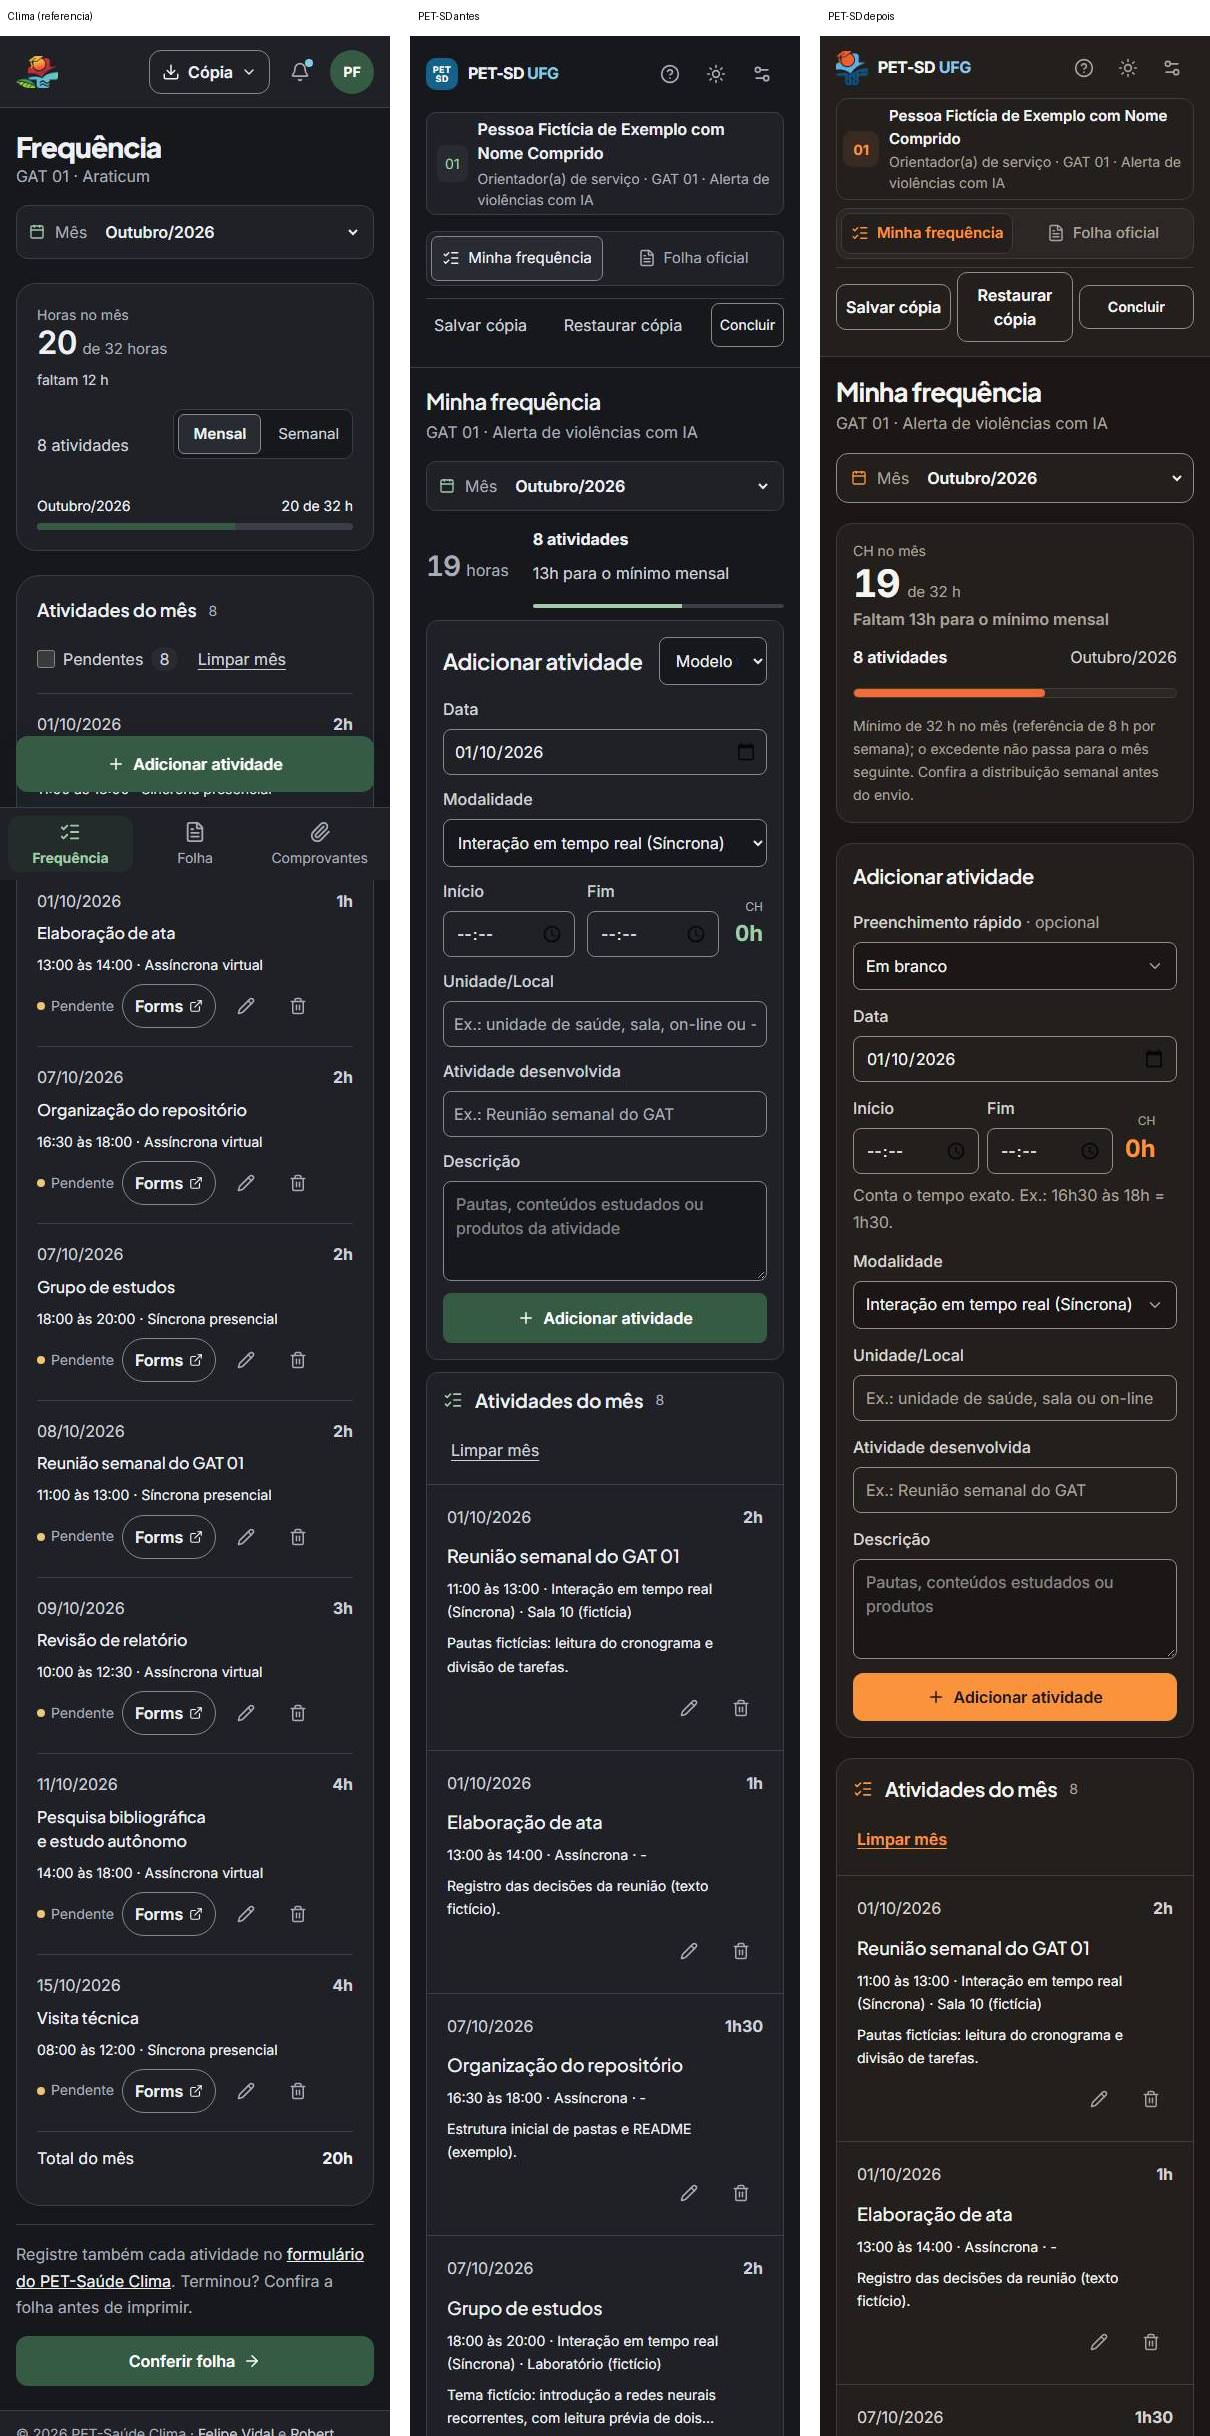 Clima (referencia)
Cópia
PF
Frequência
GAT 01 · Araticum
Mês Outubro/2026
Horas no mês
20 de 32 horas
faltam 12 h
8 atividades
Mensal Semanal
Outubro/2026 20 de 32 h
Atividades do mês 8
Pendentes 8 Limpar mês
01/10/2026 2h
+ Adicionar atividade
Frequência
Folha
Comprovantes
01/10/2026 1h
Elaboração de ata
13:00 às 14:00 · Assíncrona virtual
Pendente Forms
07/10/2026 2h
Organização do repositório
16:30 às 18:00 · Assíncrona virtual
Pendente Forms
07/10/2026 2h
Grupo de estudos
18:00 às 20:00 · Síncrona presencial
Pendente Forms
08/10/2026 2h
Reunião semanal do GAT 01
11:00 às 13:00 · Síncrona presencial
Pendente Forms
09/10/2026 3h
Revisão de relatório
10:00 às 12:30 · Assíncrona virtual
Pendente Forms
11/10/2026 4h
Pesquisa bibliográfica
e estudo autônomo
14:00 às 18:00 · Assíncrona virtual
Pendente Forms
15/10/2026 4h
Visita técnica
08:00 às 12:00 · Síncrona presencial
Pendente Forms
Total do mês 20h
Registre também cada atividade no formulário
do PET-Saúde Clima. Terminou? Confira a
folha antes de imprimir.
Conferir folha →
© 2026 PET-Saúde Clima · Felipe Vidal e Robert
PET-SD antes
PET
SD
PET-SD UFG
01
Pessoa Fictícia de Exemplo com
Nome Comprido
Orientador(a) de serviço · GAT 01 · Alerta de
violências com IA
Minha frequência Folha oficial
Salvar cópia Restaurar cópia Concluir
Minha frequência
GAT 01 · Alerta de violências com IA
Mês Outubro/2026
19 horas
8 atividades
13h para o mínimo mensal
Adicionar atividade Modelo
Data
01/10/2026
Modalidade
Interação em tempo real (Síncrona)
Início Fim CH
--:-- --:-- 0h
Unidade/Local
Ex.: unidade de saúde, sala, on-line ou -
Atividade desenvolvida
Ex.: Reunião semanal do GAT
Descrição
Pautas, conteúdos estudados ou
produtos da atividade
+ Adicionar atividade
Atividades do mês 8
Limpar mês
01/10/2026 2h
Reunião semanal do GAT 01
11:00 às 13:00 · Interação em tempo real
(Síncrona) · Sala 10 (fictícia)
Pautas fictícias: leitura do cronograma e
divisão de tarefas.
01/10/2026 1h
Elaboração de ata
13:00 às 14:00 · Assíncrona · -
Registro das decisões da reunião (texto
fictício).
07/10/2026 1h30
Organização do repositório
16:30 às 18:00 · Assíncrona · -
Estrutura inicial de pastas e README
(exemplo).
07/10/2026 2h
Grupo de estudos
18:00 às 20:00 · Interação em tempo real
(Síncrona) · Laboratório (fictício)
Tema fictício: introdução a redes neurais
recorrentes, com leitura prévia de dois...
PET-SD depois
PET-SD UFG
01
Pessoa Fictícia de Exemplo com Nome
Comprido
Orientador(a) de serviço · GAT 01 · Alerta de
violências com IA
Minha frequência Folha oficial
Salvar cópia
Restaurar
cópia
Concluir
Minha frequência
GAT 01 · Alerta de violências com IA
Mês Outubro/2026
CH no mês
19 de 32 h
Faltam 13h para o mínimo mensal
8 atividades Outubro/2026
Mínimo de 32 h no mês (referência de 8 h por
semana); o excedente não passa para o mês
seguinte. Confira a distribuição semanal antes
do envio.
Adicionar atividade
Preenchimento rápido · opcional
Em branco
Data
01/10/2026
Início Fim CH
--:-- --:-- 0h
Conta o tempo exato. Ex.: 16h30 às 18h =
1h30.
Modalidade
Interação em tempo real (Síncrona)
Unidade/Local
Ex.: unidade de saúde, sala ou on-line
Atividade desenvolvida
Ex.: Reunião semanal do GAT
Descrição
Pautas, conteúdos estudados ou
produtos
+ Adicionar atividade
Atividades do mês 8
Limpar mês
01/10/2026 2h
Reunião semanal do GAT 01
11:00 às 13:00 · Interação em tempo real
(Síncrona) · Sala 10 (fictícia)
Pautas fictícias: leitura do cronograma e
divisão de tarefas.
01/10/2026 1h
Elaboração de ata
13:00 às 14:00 · Assíncrona · -
Registro das decisões da reunião (texto
fictício).
07/10/2026 1h30